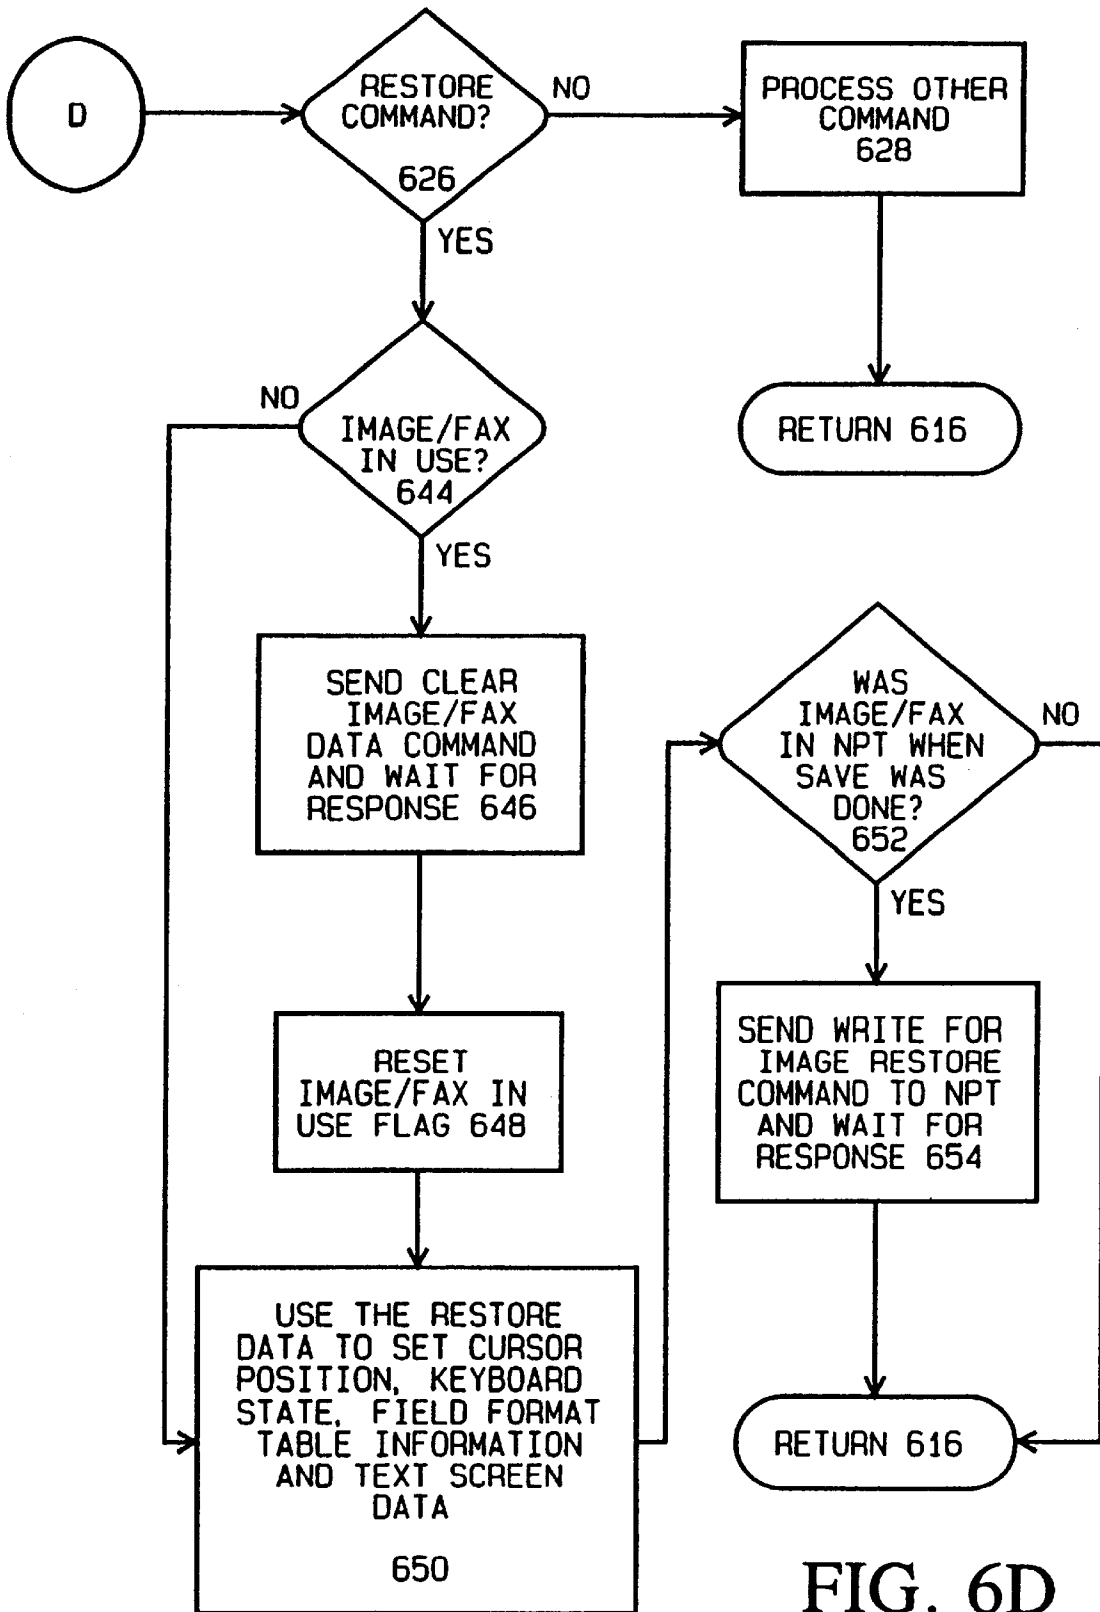 D
RESTORE
COMMAND?
626
NO
PROCESS OTHER
COMMAND
628
YES
RETURN 616
NO
IMAGE/FAX
IN USE?
644
YES
SEND CLEAR
IMAGE/FAX
DATA COMMAND
AND WAIT FOR
RESPONSE 646
RESET
IMAGE/FAX IN
USE FLAG 648
USE THE RESTORE
DATA TO SET CURSOR
POSITION, KEYBOARD
STATE, FIELD FORMAT
TABLE INFORMATION
AND TEXT SCREEN
DATA
650
WAS
IMAGE/FAX
IN NPT WHEN
SAVE WAS
DONE?
652
NO
YES
SEND WRITE FOR
IMAGE RESTORE
COMMAND TO NPT
AND WAIT FOR
RESPONSE 654
RETURN 616
FIG. 6D